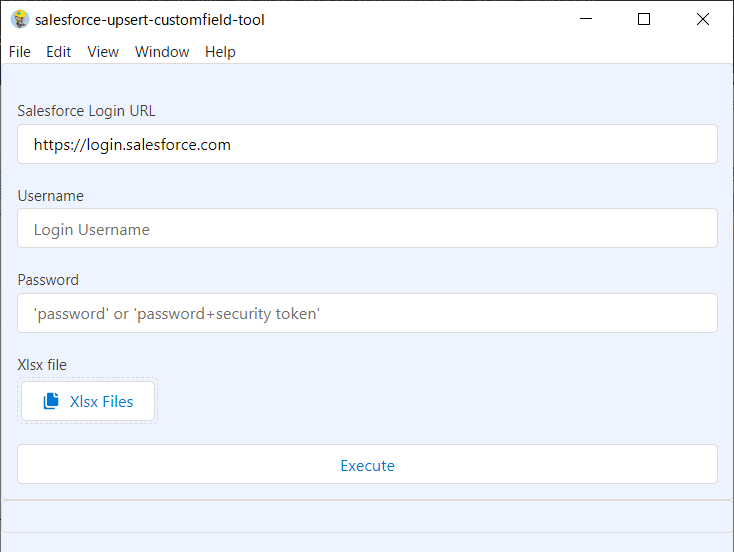 salesforce-upsert-customfield-tool
File Edit View Window Help
Salesforce Login URL
https://login.salesforce.com
Username
Login Username
Password
'password' or 'password+security token'
Xlsx file
Xlsx Files
Execute